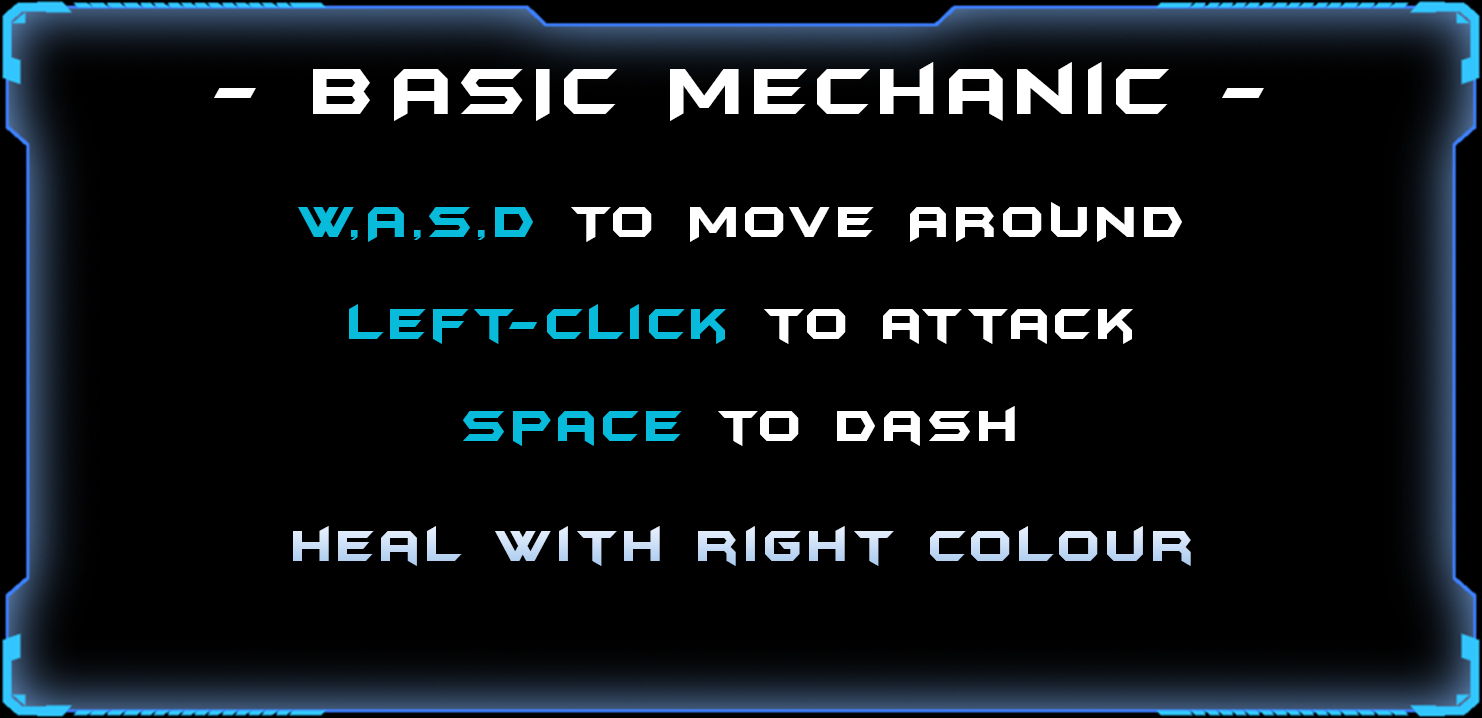 - BASIC MECHANIC -
W,A,S,D TO MOVE AROUND
LEFT-CLICK TO ATTACK
SPACE TO DASH
HEAL WITH RIGHT COLOUR